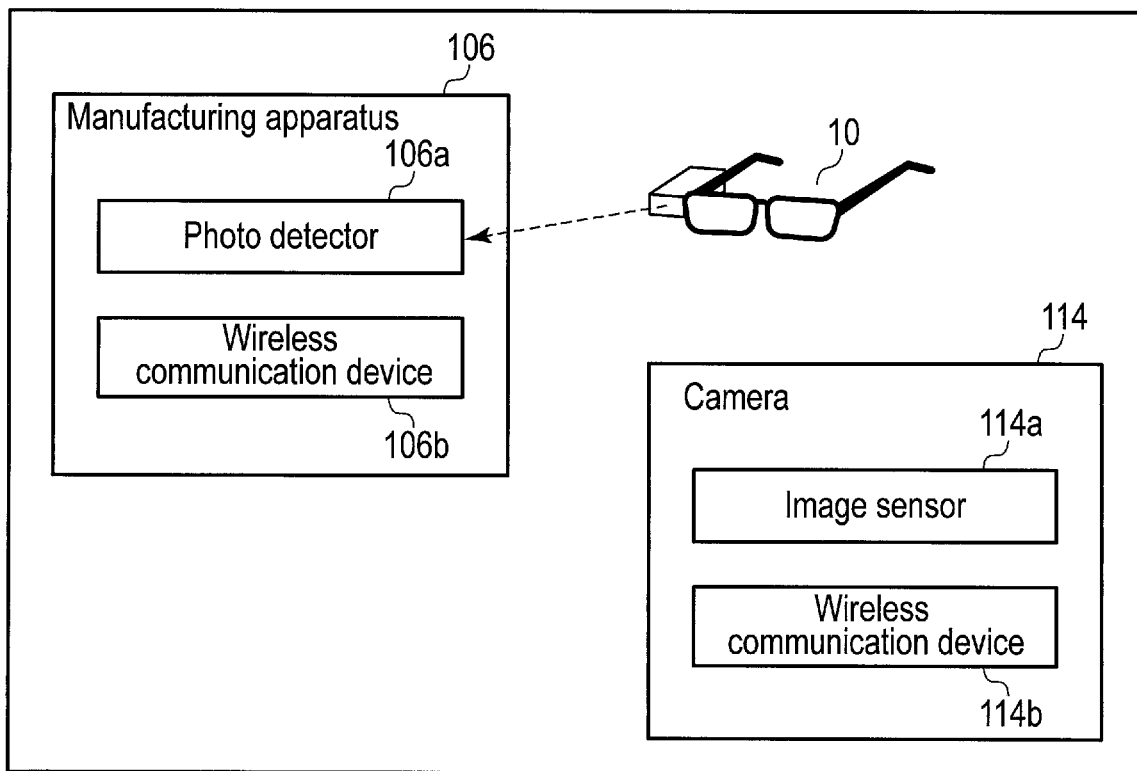 106
Manufacturing apparatus
106a
Photo detector
Wireless
communication device
106b
10
114
Camera
114a
Image sensor
Wireless
communication device
114b